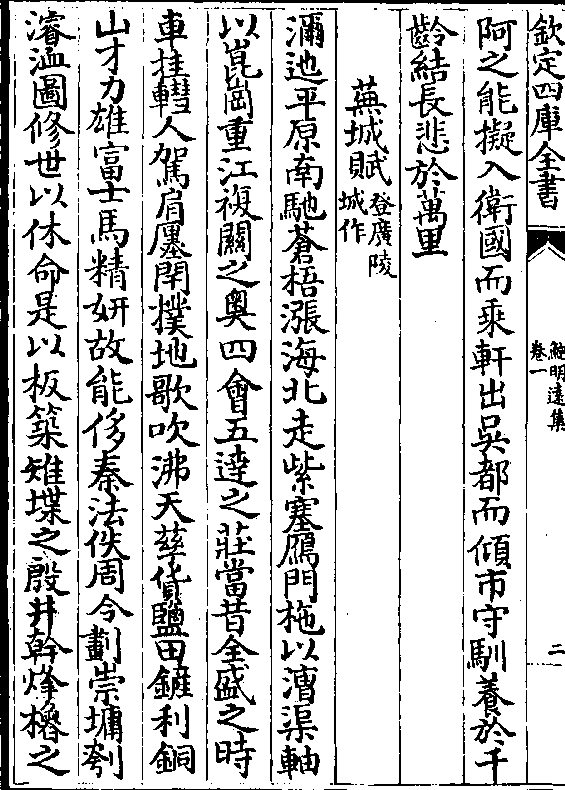 欽定四庫全書
鮑明遠集
卷一
二
阿之能擬入衛國而乘軒出吳都而傾市守馴養於千
齡結長悲於萬里
蕪城賦登廣陵
城作
濔迆平原南馳蒼梧漲海北走紫塞鴈門柂以漕渠軸
以崑崗重江複關之奥四會五逹之莊當昔全盛之時
車挂轊人駕肩廛閈撲地歌吹沸天孳貨鹽田鏟利銅
山才力雄富士馬精妍故能侈秦法佚周令劃崇墉刳
濬洫圖修世以休命是以板築雉堞之殷井幹烽櫓之